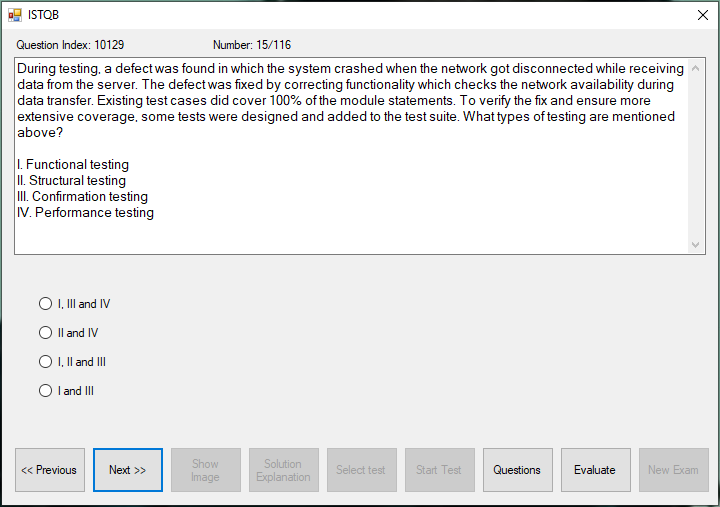 ISTQB
Question Index: 10129 Number: 15/116
During testing, a defect was found in which the system crashed when the network got disconnected while receiving
data from the server. The defect was fixed by correcting functionality which checks the network availability during
data transfer. Existing test cases did cover 100% of the module statements. To verify the fix and ensure more
extensive coverage, some tests were designed and added to the test suite. What types of testing are mentioned
above?
I. Functional testing
II. Structural testing
III. Confirmation testing
IV. Performance testing
I, III and IV
II and IV
I, II and III
I and III
<< Previous Next >> Show Image Solution Explanation Select test Start Test Questions Evaluate New Exam